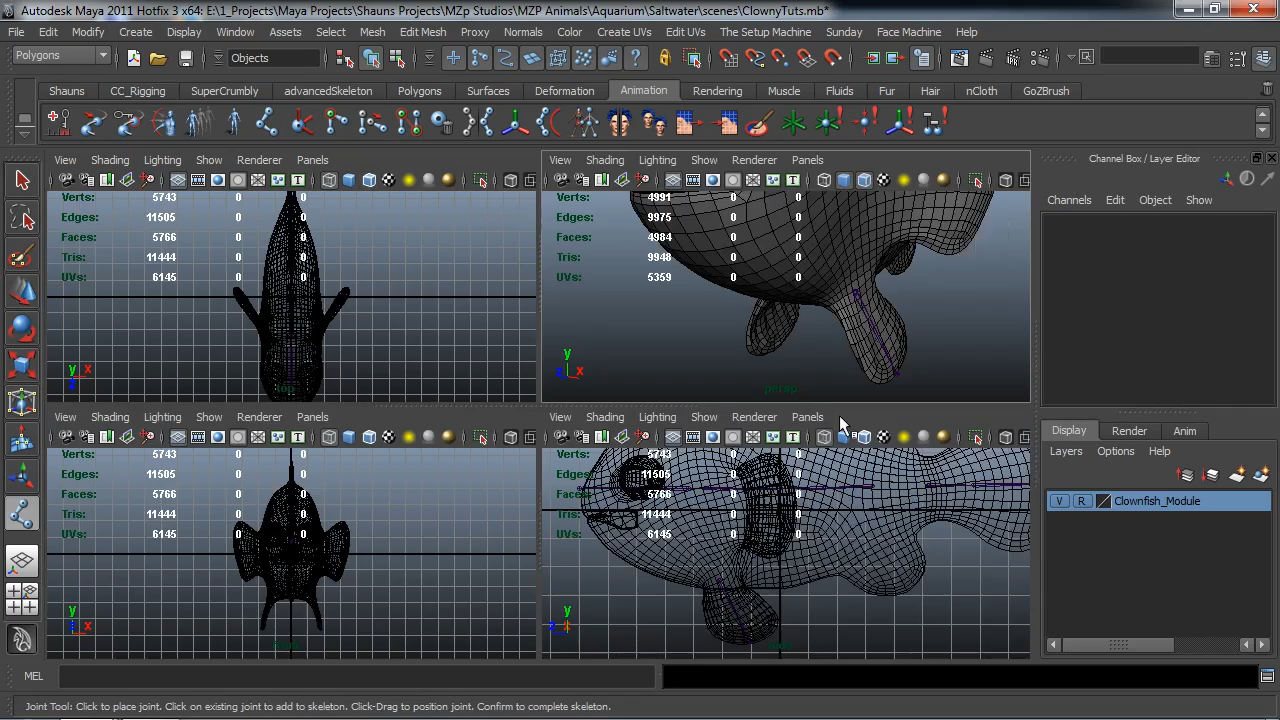 Autodesk Maya 2011 Hotfix 3 x64: E:\1_Projects\Maya Projects\Shauns Projects\MZp Studios\MZP Animals\Aquarium\Saltwater\scenes\ClownyTuts.mb*
File Edit Modify Create Display Window Assets Select Mesh Edit Mesh Proxy Normals Color Create UVs Edit UVs The Setup Machine Sunday Face Machine Help
Polygons Objects
Shauns CC_Rigging SuperCrumbly advancedSkeleton Polygons Surfaces Deformation Animation Rendering Muscle Fluids Fur Hair nCloth GoZBrush
View Shading Lighting Show Renderer Panels
Verts: 5743 0 0
Edges: 11505 0 0
Faces: 5766 0 0
Tris: 11444 0 0
UVs: 6145 0 0
y x z
top
View Shading Lighting Show Renderer Panels
Verts: 4991 0 0
Edges: 9975 0 0
Faces: 4984 0 0
Tris: 9948 0 0
UVs: 5359 0 0
y z x
persp
Channel Box / Layer Editor
Channels Edit Object Show
View Shading Lighting Show Renderer Panels
Verts: 5743 0 0
Edges: 11505 0 0
Faces: 5766 0 0
Tris: 11444 0 0
UVs: 6145 0 0
y x
View Shading Lighting Show Renderer Panels
Verts: 5743 0 0
Edges: 11505 0 0
Faces: 5766 0 0
Tris: 11444 0 0
UVs: 6145 0 0
y z x
Display Render Anim
Layers Options Help
V R Clownfish_Module
MEL
Joint Tool: Click to place joint. Click on existing joint to add to skeleton. Click-Drag to position joint. Confirm to complete skeleton.